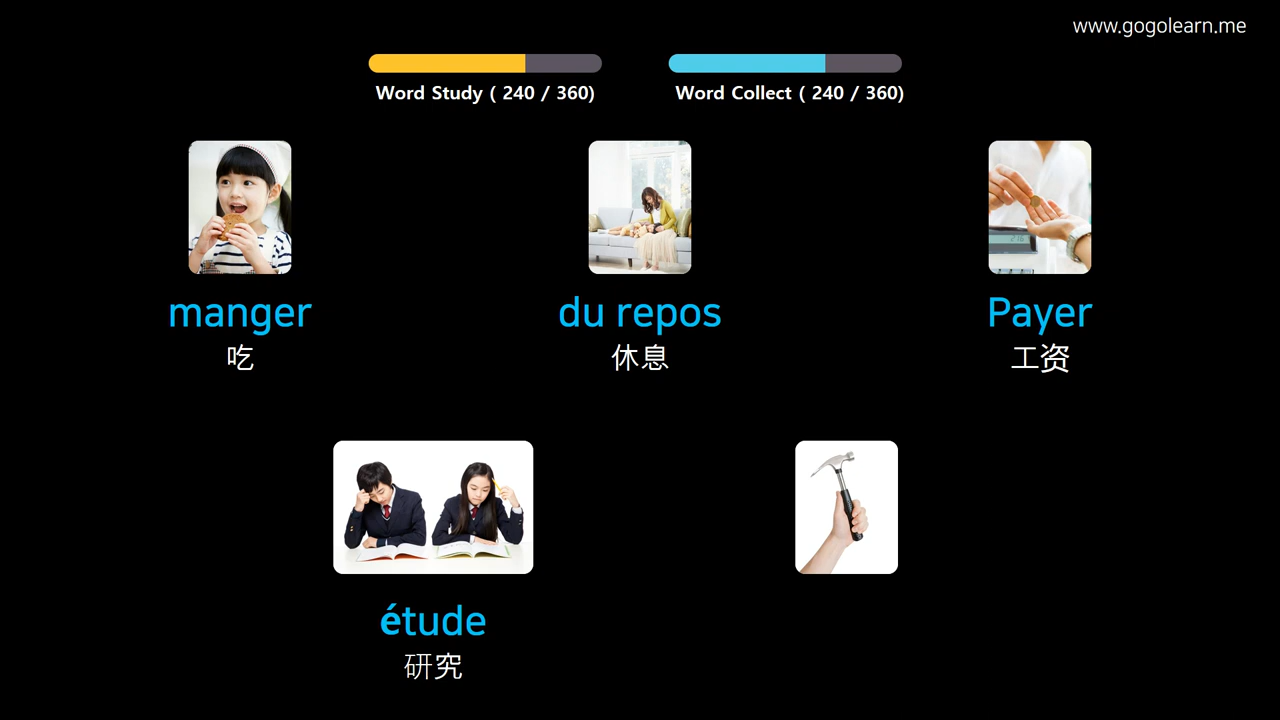 www.gogolearn.me
Word Study ( 240 / 360)
Word Collect ( 240 / 360)
manger
吃
du repos
休息
Payer
工资
étude
研究